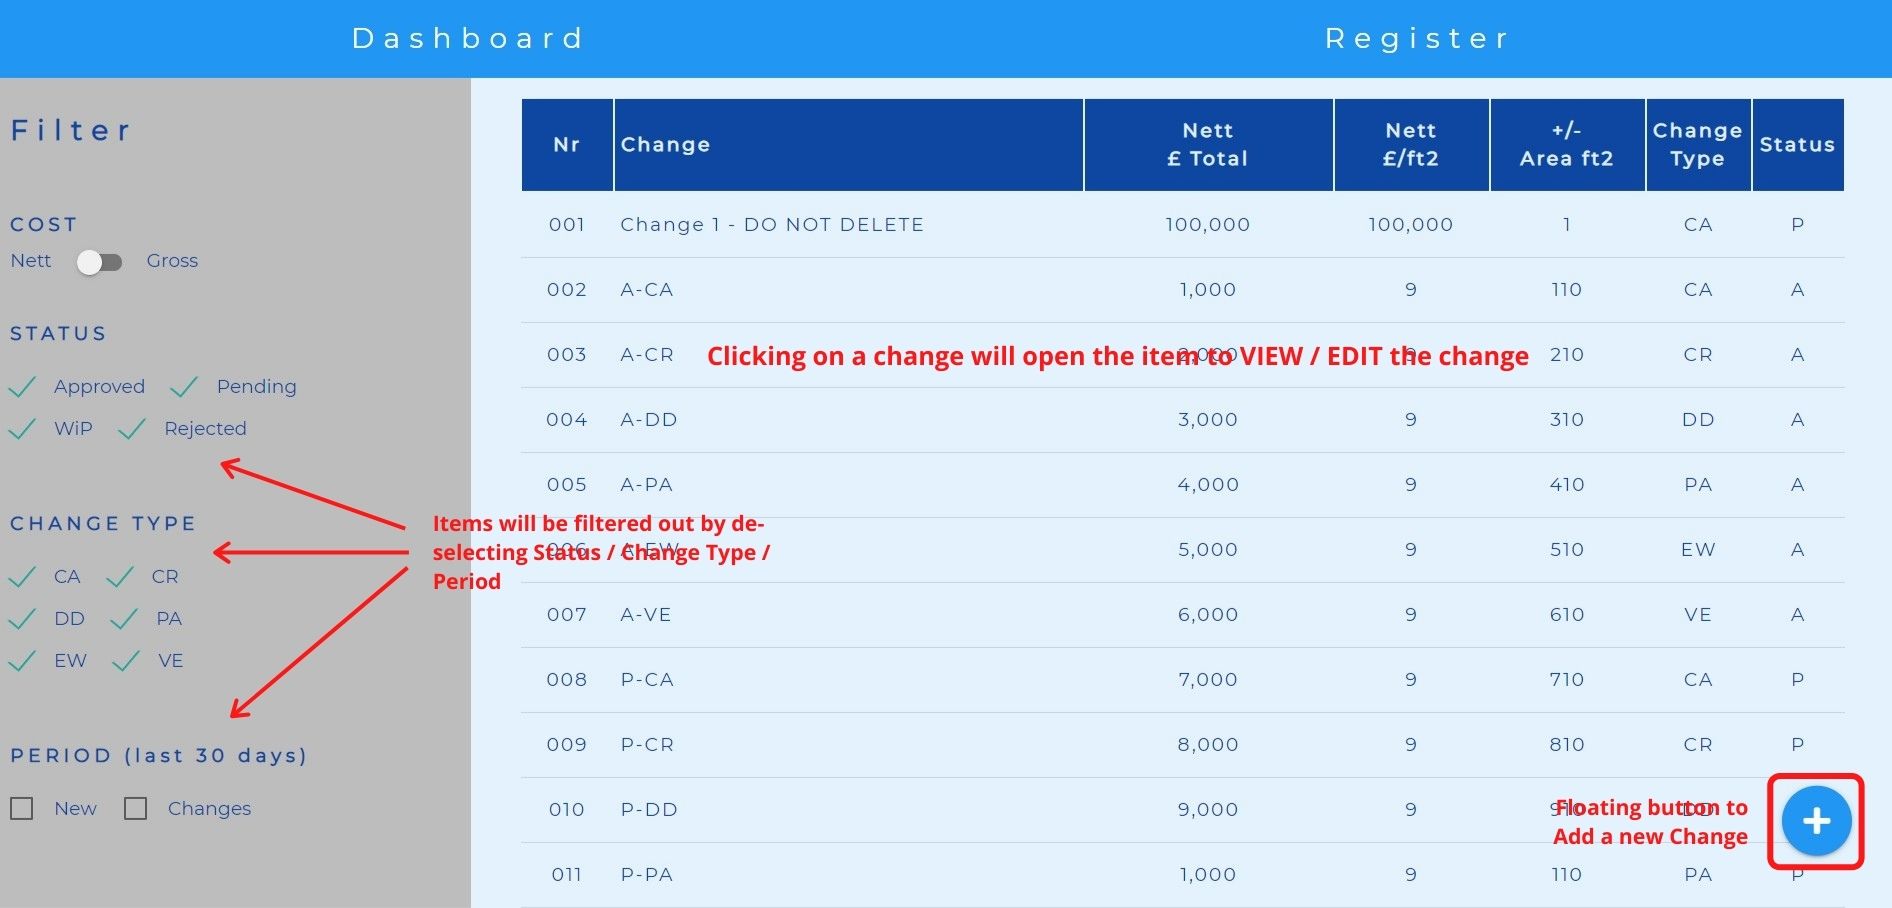 Dashboard Register
Filter
COST
Nett Gross
STATUS
Approved Pending
WiP Rejected
CHANGE TYPE
CA CR
DD PA
EW VE
PERIOD (last 30 days)
New Changes
Items will be filtered out by de-
selecting Status / Change Type /
Period
Nr Change Nett £ Total Nett £/ft2 +/- Area ft2 Change Type Status
001 Change 1 - DO NOT DELETE 100,000 100,000 1 CA P
002 A-CA 1,000 9 110 CA A
003 A-CR 2,000 9 210 CR A
Clicking on a change will open the item to VIEW / EDIT the change
004 A-DD 3,000 9 310 DD A
005 A-PA 4,000 9 410 PA A
006 A-EW 5,000 9 510 EW A
007 A-VE 6,000 9 610 VE A
008 P-CA 7,000 9 710 CA P
009 P-CR 8,000 9 810 CR P
010 P-DD 9,000 9 910 DD
Floating button to
Add a new Change
011 P-PA 1,000 9 110 PA P